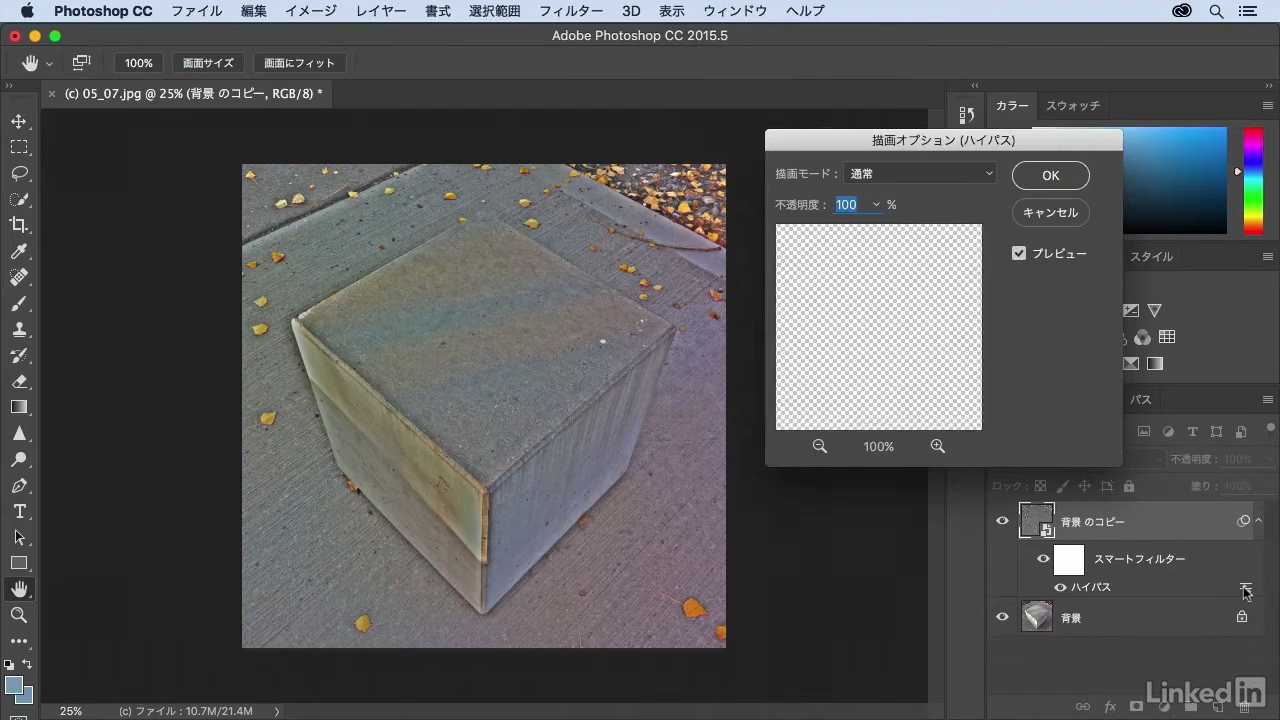 Photoshop CC ファイル 編集 イメージ レイヤー 書式 選択範囲 フィルター 3D 表示 ウィンドウ ヘルプ
Adobe Photoshop CC 2015.5
100% 画面サイズ 画面にフィット
× (c) 05_07.jpg @ 25% (背景 のコピー, RGB/8) *
カラー スウォッチ
描画オプション (ハイパス)
描画モード : 通常
OK
不透明度 : 100 %
キャンセル
プレビュー
スタイル
パス
100%
不透明度 : 100%
ロック : 塗り : 100%
背景 のコピー
スマートフィルター
ハイパス
背景
25% (c) ファイル : 10.7M/21.4M
Linked in